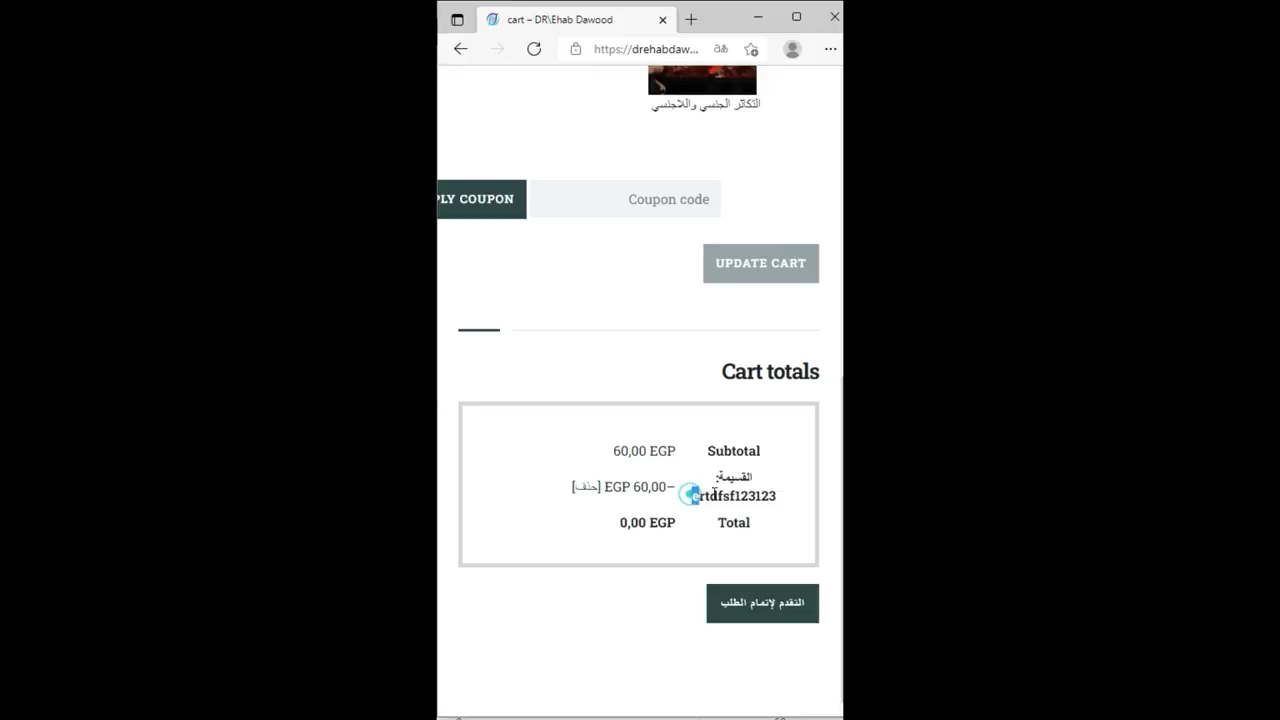 cart – DR\Ehab Dawood
https://drehabdaw...
التكاثر الجنسي واللاجنسي
PLY COUPON
Coupon code
UPDATE CART
Cart totals
Subtotal
60,00 EGP
القسيمة:
ertdfsf123123
–60,00 EGP [حذف]
Total
0,00 EGP
التقدم لإتمام الطلب